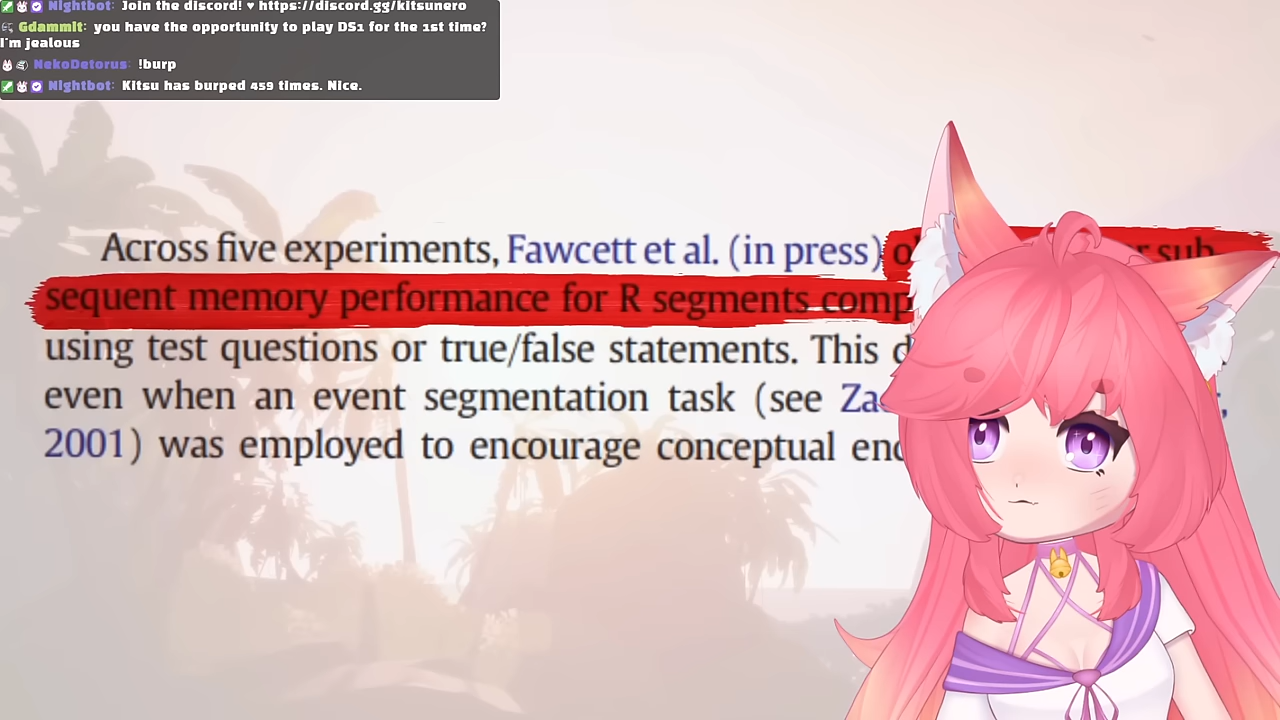 Nightbot: Join the discord! ♥ https://discord.gg/kitsunero
Gdammit: you have the opportunity to play DS1 for the 1st time?
I'm jealous
NekoDetorus: !burp
Nightbot: Kitsu has burped 459 times. Nice.
Across five experiments, Fawcett et al. (in press) sub
sequent memory performance for R segments
using test questions or true/false statements. This
even when an event segmentation task (see
2001) was employed to encourage conceptual